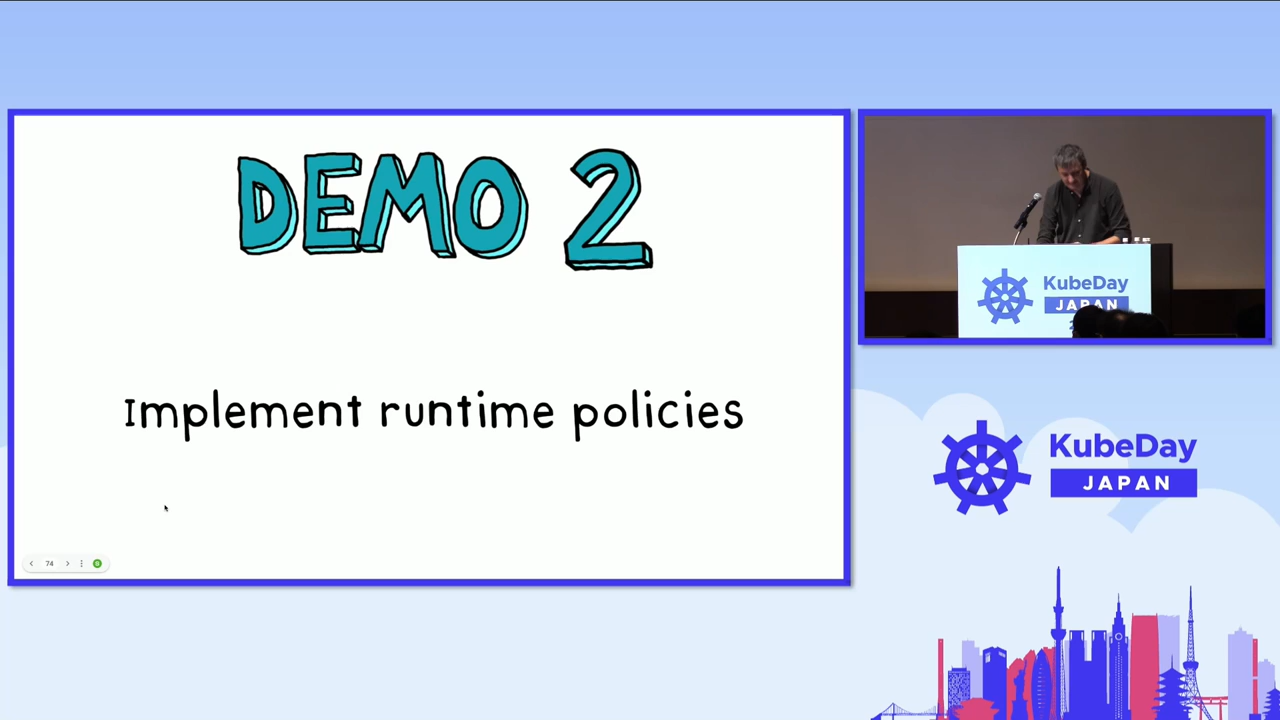 DEMO 2
Implement runtime policies
74
KubeDay
JAPAN
KubeDay
JAPAN